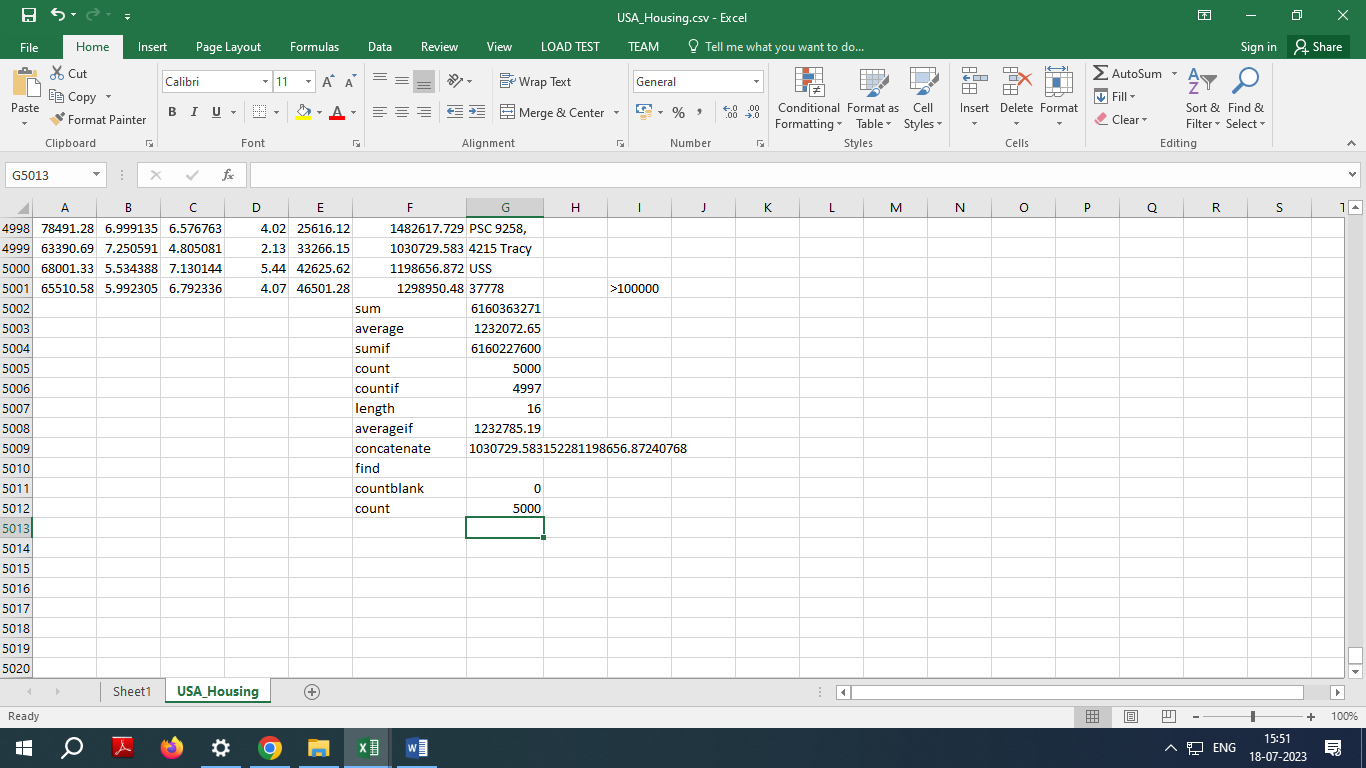 USA_Housing.csv - Excel
File Home Insert Page Layout Formulas Data Review View LOAD TEST TEAM Tell me what you want to do... Sign in Share
Paste
Cut
Copy
Format Painter
Clipboard
Calibri 11
B I U
Font
Wrap Text
Merge & Center
Alignment
General
% ,
Number
Conditional Formatting
Format as Table
Cell Styles
Styles
Insert Delete Format
Cells
AutoSum
Fill
Clear
Sort & Filter
Find & Select
Editing
G5013 fx
A B C D E F G H I J K L M N O P Q R S T
4998 78491.28 6.999135 6.576763 4.02 25616.12 1482617.729 PSC 9258,
4999 63390.69 7.250591 4.805081 2.13 33266.15 1030729.583 4215 Tracy
5000 68001.33 5.534388 7.130144 5.44 42625.62 1198656.872 USS
5001 65510.58 5.992305 6.792336 4.07 46501.28 1298950.48 37778 >100000
5002 sum 6160363271
5003 average 1232072.65
5004 sumif 6160227600
5005 count 5000
5006 countif 4997
5007 length 16
5008 averageif 1232785.19
5009 concatenate 1030729.583152281198656.87240768
5010 find
5011 countblank 0
5012 count 5000
5013
5014
5015
5016
5017
5018
5019
5020
Sheet1 USA_Housing
Ready 100%
ENG 15:51
18-07-2023